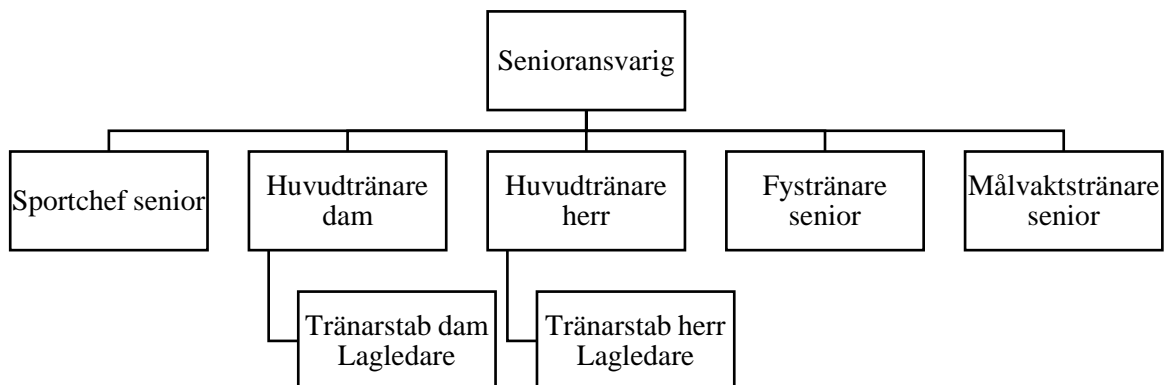 Senioransvarig
Sportchef senior
Huvudtränare
dam
Huvudtränare
herr
Fystränare
senior
Målvaktstränare
senior
Tränarstab dam
Lagledare
Tränarstab herr
Lagledare